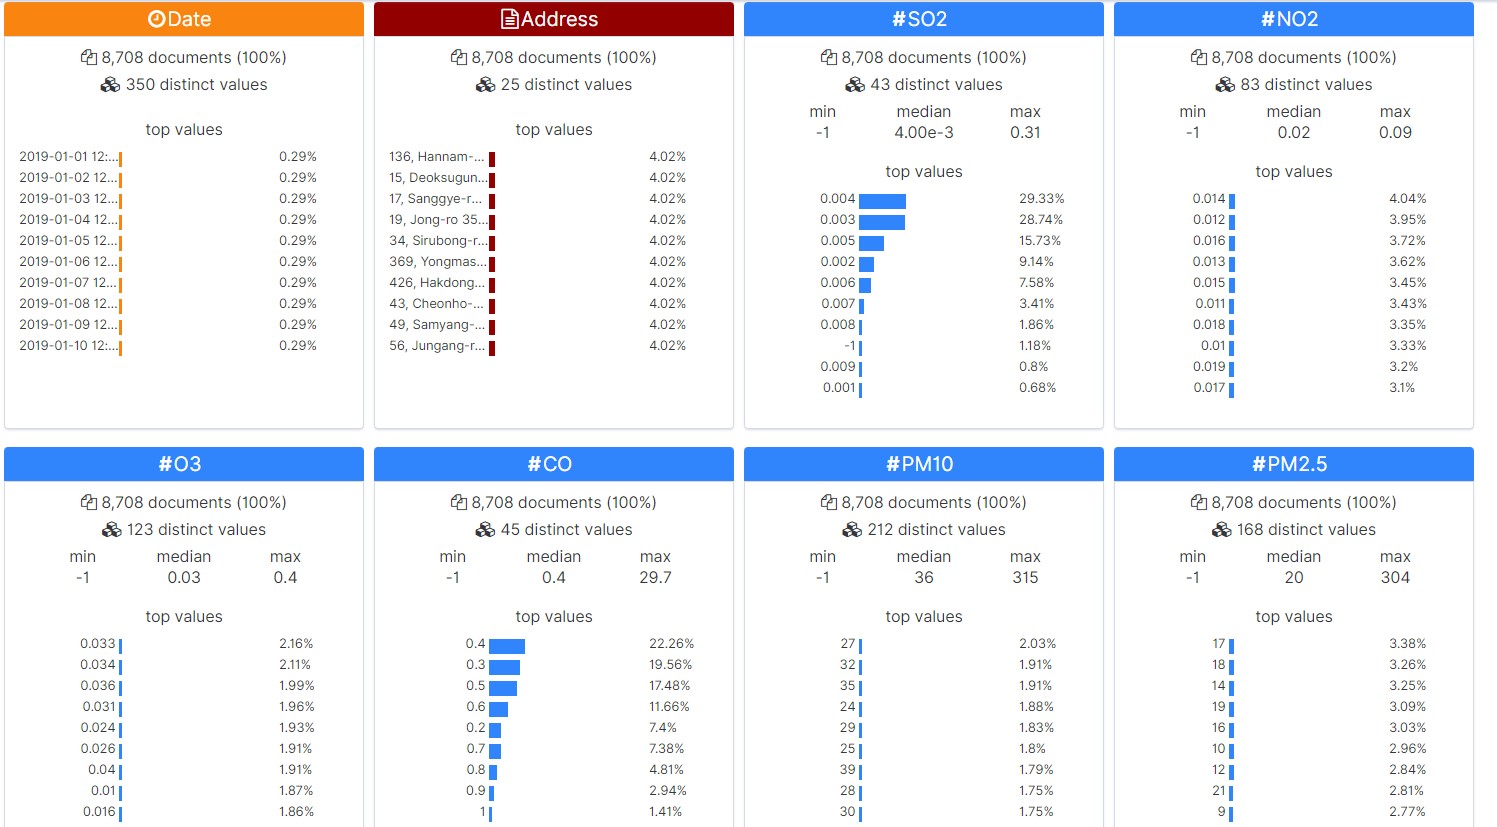 Date
8,708 documents (100%)
350 distinct values
top values
2019-01-01 12:... 0.29%
2019-01-02 12... 0.29%
2019-01-03 12... 0.29%
2019-01-04 12... 0.29%
2019-01-05 12... 0.29%
2019-01-06 12... 0.29%
2019-01-07 12... 0.29%
2019-01-08 12... 0.29%
2019-01-09 12... 0.29%
2019-01-10 12:... 0.29%
Address
8,708 documents (100%)
25 distinct values
top values
136, Hannam-... 4.02%
15, Deoksugun... 4.02%
17, Sanggye-r... 4.02%
19, Jong-ro 35... 4.02%
34, Sirubong-r... 4.02%
369, Yongmas... 4.02%
426, Hakdong... 4.02%
43, Cheonho-... 4.02%
49, Samyang-... 4.02%
56, Jungang-r... 4.02%
#SO2
8,708 documents (100%)
43 distinct values
min median max
-1 4.00e-3 0.31
top values
0.004 29.33%
0.003 28.74%
0.005 15.73%
0.002 9.14%
0.006 7.58%
0.007 3.41%
0.008 1.86%
-1 1.18%
0.009 0.8%
0.001 0.68%
#NO2
8,708 documents (100%)
83 distinct values
min median max
-1 0.02 0.09
top values
0.014 4.04%
0.012 3.95%
0.016 3.72%
0.013 3.62%
0.015 3.45%
0.011 3.43%
0.018 3.35%
0.01 3.33%
0.019 3.2%
0.017 3.1%
#O3
8,708 documents (100%)
123 distinct values
min median max
-1 0.03 0.4
top values
0.033 2.16%
0.034 2.11%
0.036 1.99%
0.031 1.96%
0.024 1.93%
0.026 1.91%
0.04 1.91%
0.01 1.87%
0.016 1.86%
#CO
8,708 documents (100%)
45 distinct values
min median max
-1 0.4 29.7
top values
0.4 22.26%
0.3 19.56%
0.5 17.48%
0.6 11.66%
0.2 7.4%
0.7 7.38%
0.8 4.81%
0.9 2.94%
1 1.41%
#PM10
8,708 documents (100%)
212 distinct values
min median max
-1 36 315
top values
27 2.03%
32 1.91%
35 1.91%
24 1.88%
29 1.83%
25 1.8%
39 1.79%
28 1.75%
30 1.75%
#PM2.5
8,708 documents (100%)
168 distinct values
min median max
-1 20 304
top values
17 3.38%
18 3.26%
14 3.25%
19 3.09%
16 3.03%
10 2.96%
12 2.84%
21 2.81%
9 2.77%